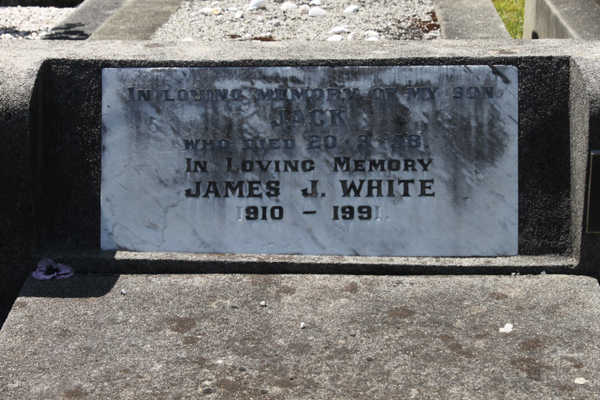 IN LOVING MEMORY OF MY SON
JACK
WHO DIED 20
IN LOVING MEMORY
JAMES J. WHITE
1910 – 1991.